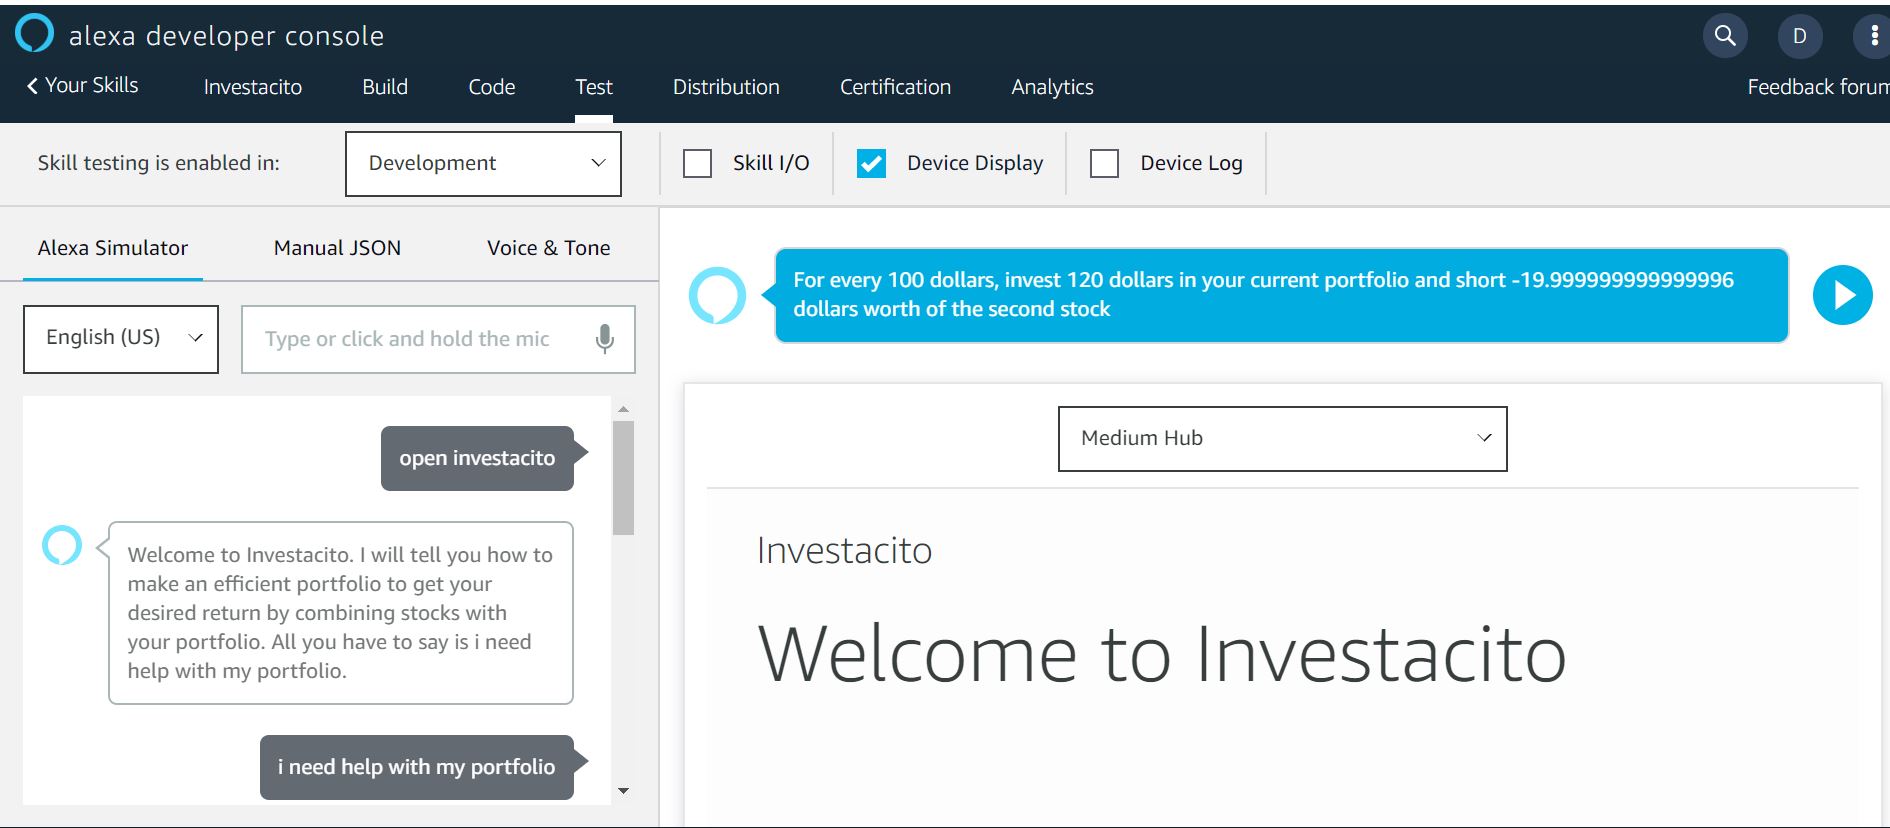 alexa developer console
D
Your Skills Investacito Build Code Test Distribution Certification Analytics Feedback forum
Skill testing is enabled in: Development Skill I/O Device Display Device Log
Alexa Simulator Manual JSON Voice & Tone
English (US) Type or click and hold the mic
open investacito
Welcome to Investacito. I will tell you how to
make an efficient portfolio to get your
desired return by combining stocks with
your portfolio. All you have to say is i need
help with my portfolio.
i need help with my portfolio
For every 100 dollars, invest 120 dollars in your current portfolio and short -19.999999999999996
dollars worth of the second stock
Medium Hub
Investacito
Welcome to Investacito